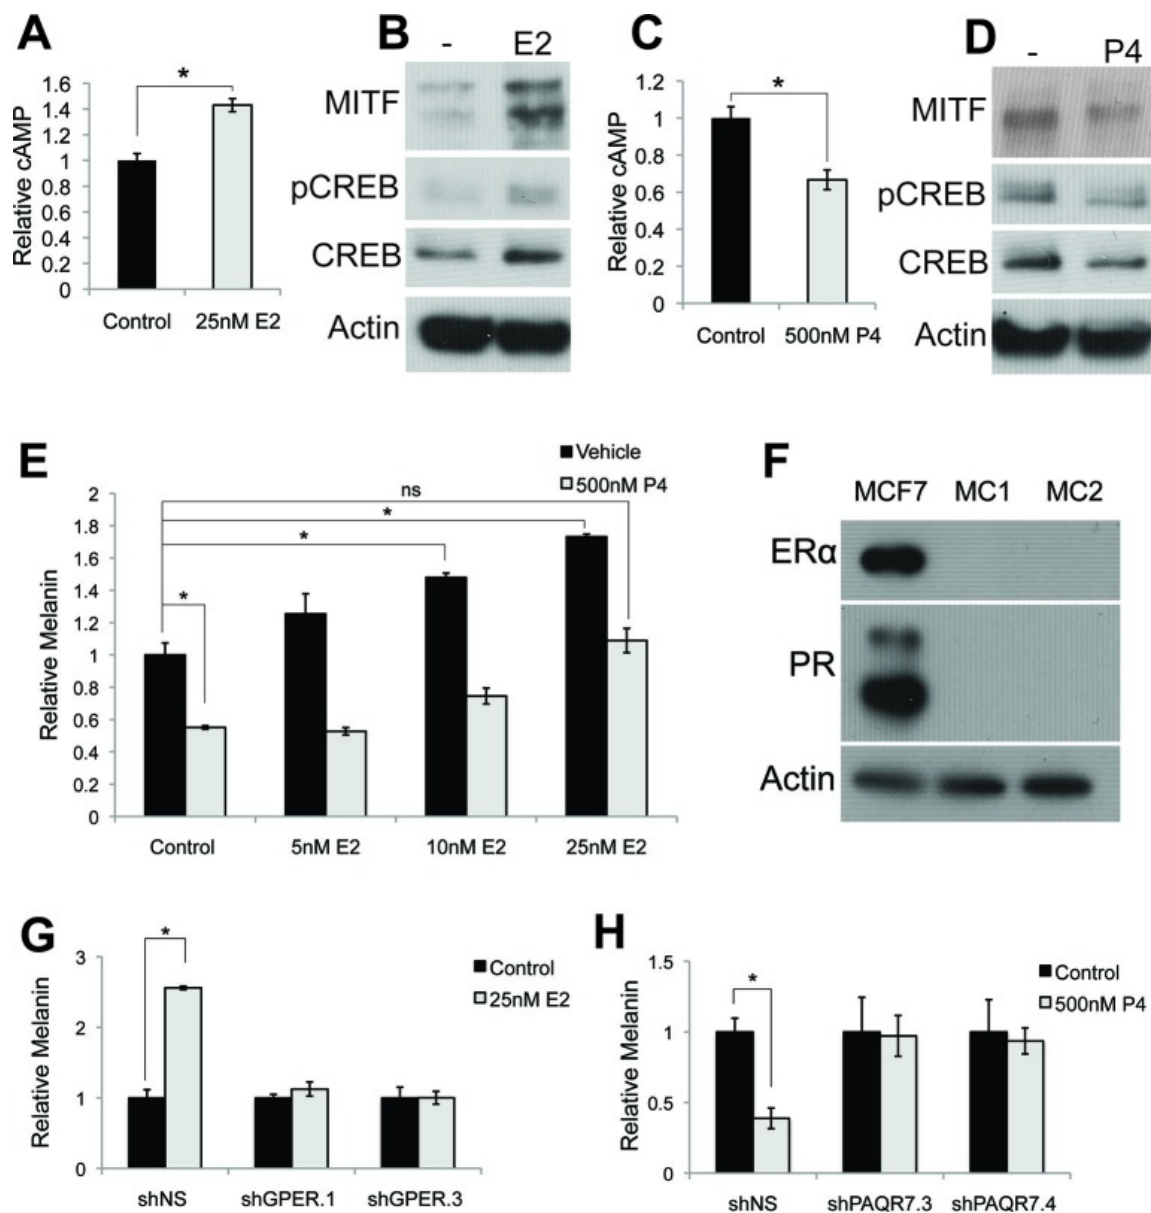 A
Relative cAMP
1.6
1.4
1.2
1
0.8
0.6
0.4
0.2
0
*
Control 25nM E2
B
- E2
MITF
pCREB
CREB
Actin
C
Relative cAMP
1.2
1
0.8
0.6
0.4
0.2
0
*
Control 500nM P4
D
- P4
MITF
pCREB
CREB
Actin
E
Vehicle
500nM P4
Relative Melanin
2
1.8
1.6
1.4
1.2
1
0.8
0.6
0.4
0.2
0
ns
*
*
*
Control 5nM E2 10nM E2 25nM E2
F
MCF7 MC1 MC2
ERα
PR
Actin
G
Relative Melanin
3
2
1
0
*
Control
25nM E2
shNS shGPER.1 shGPER.3
H
Relative Melanin
1.5
1
0.5
0
*
Control
500nM P4
shNS shPAQR7.3 shPAQR7.4